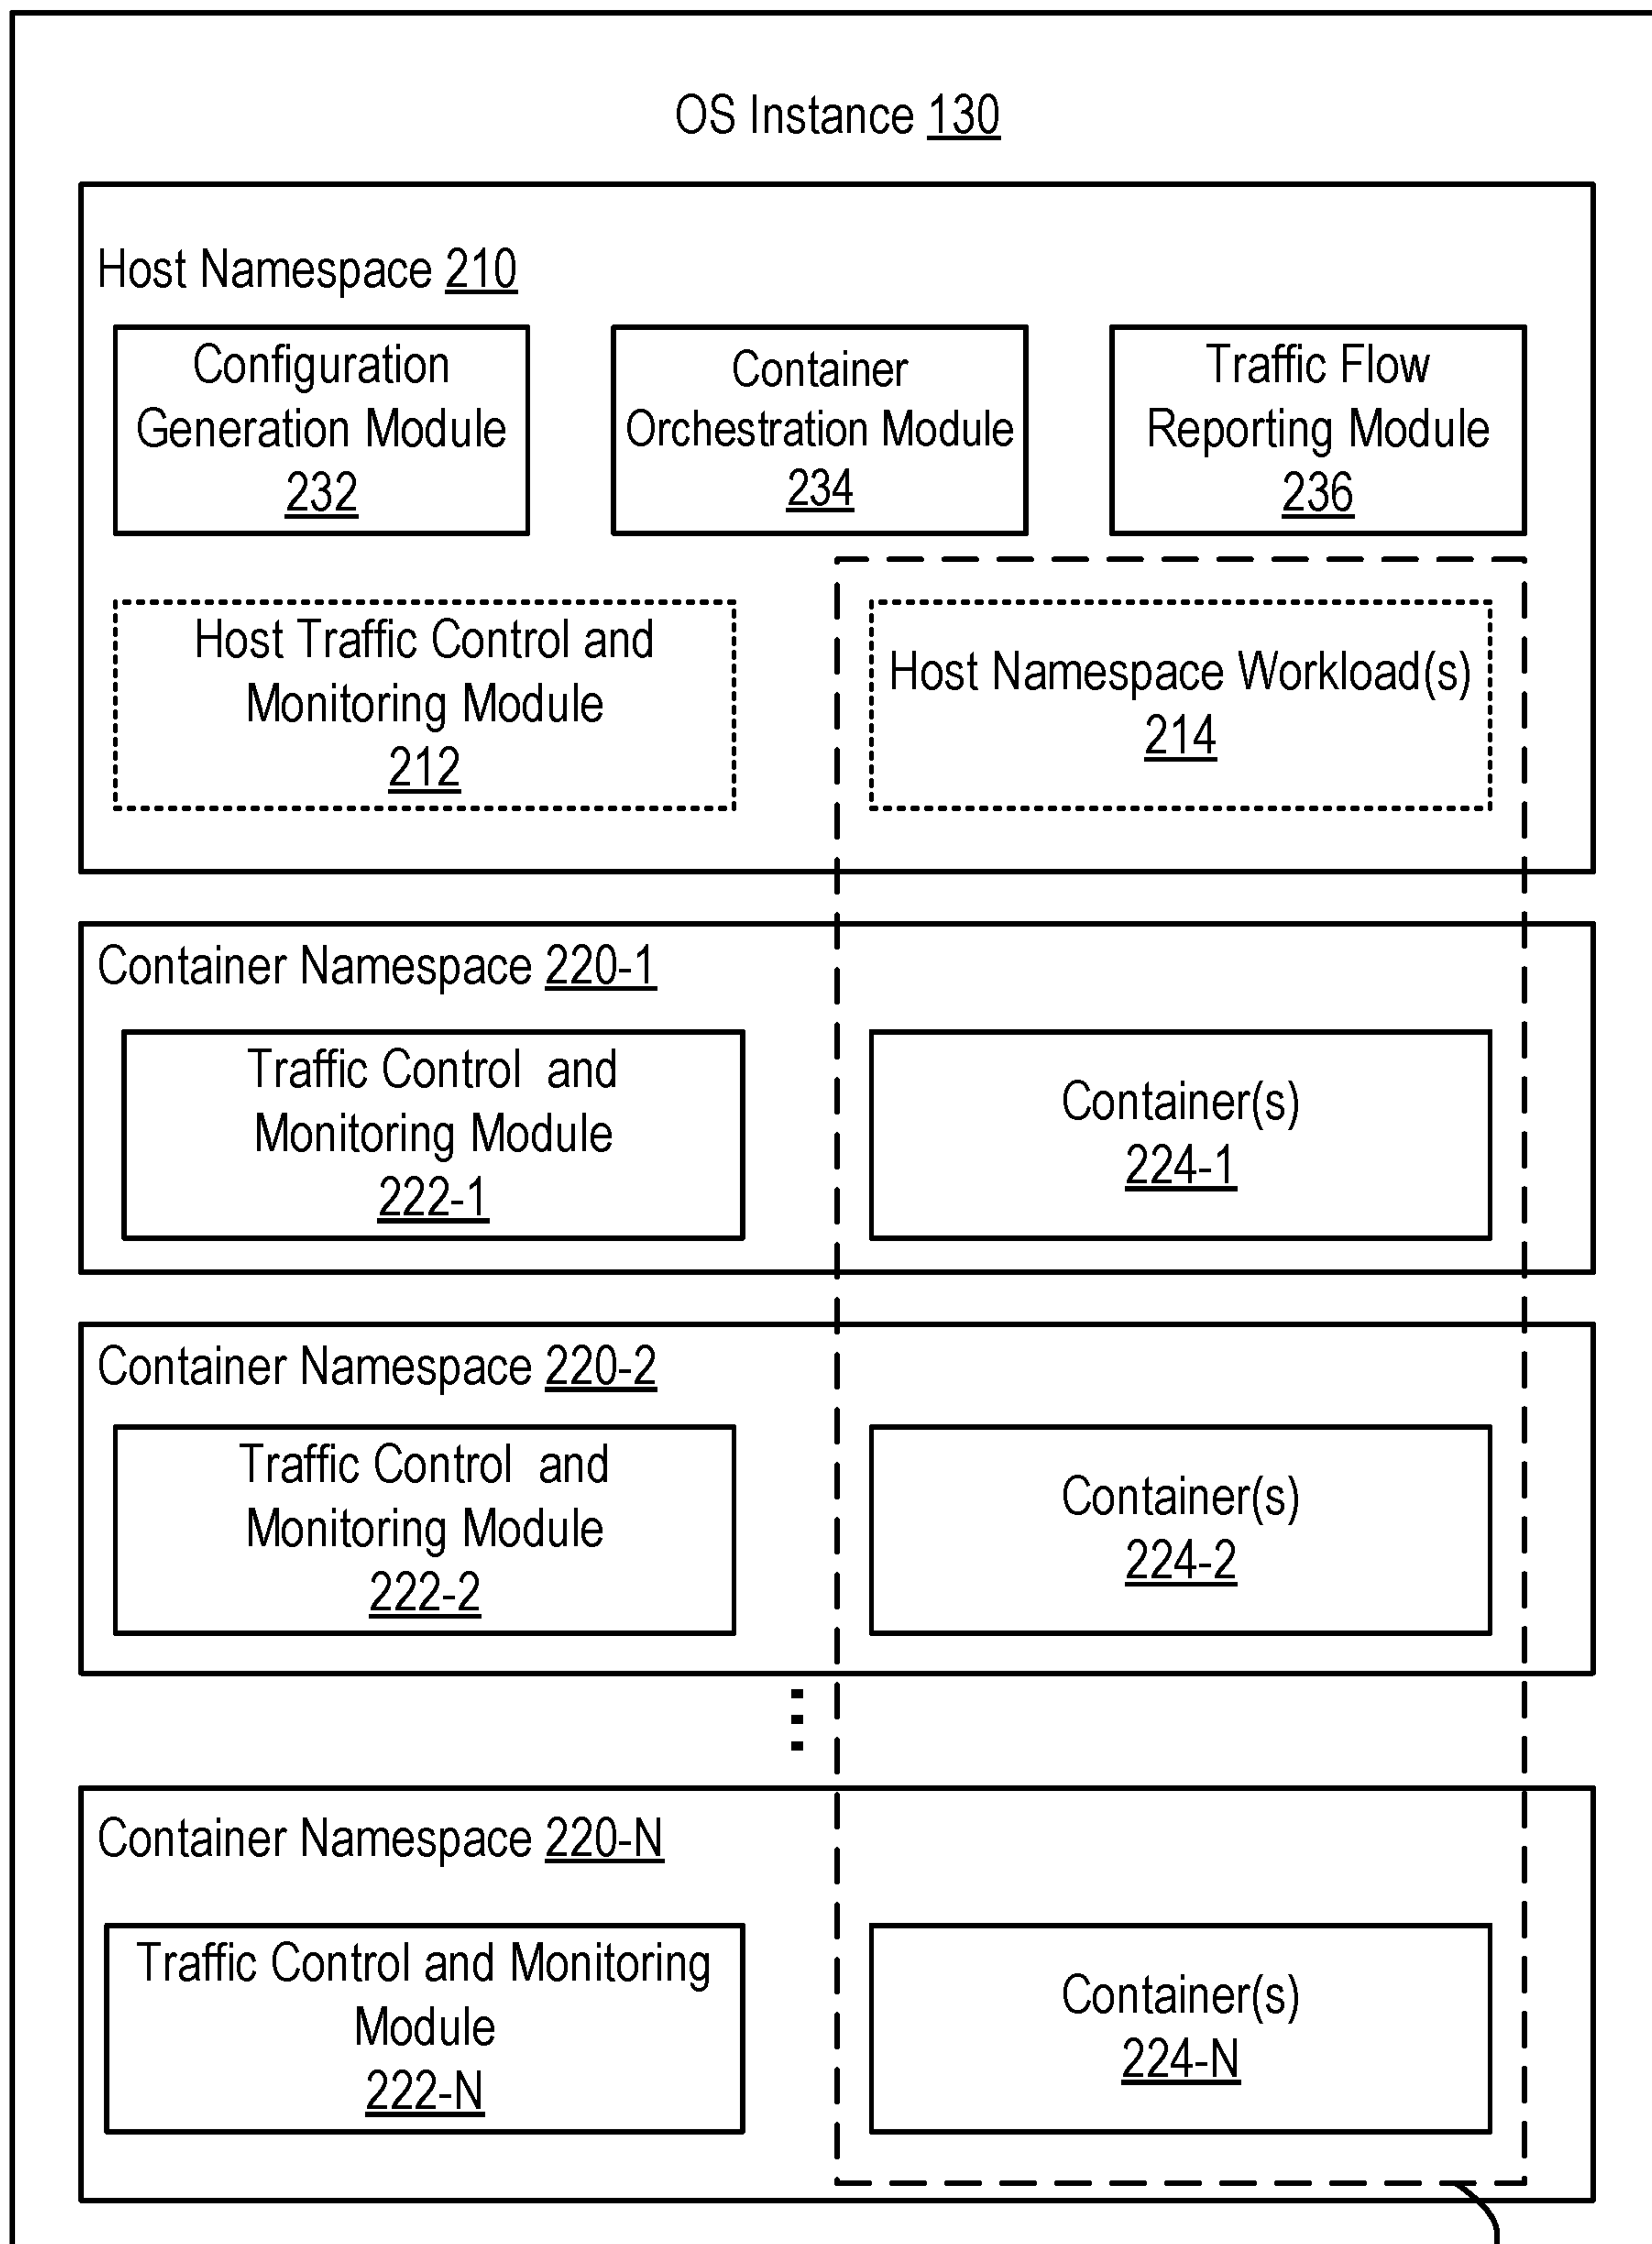 OS Instance 130
Host Namespace 210
Configuration
Generation Module
232
Container
Orchestration Module
234
Traffic Flow
Reporting Module
236
Host Traffic Control and
Monitoring Module
212
Host Namespace Workload(s)
214
Container Namespace 220-1
Traffic Control and
Monitoring Module
222-1
Container(s)
224-1
Container Namespace 220-2
Traffic Control and
Monitoring Module
222-2
Container(s)
224-2
Container Namespace 220-N
Traffic Control and Monitoring
Module
222-N
Container(s)
224-N